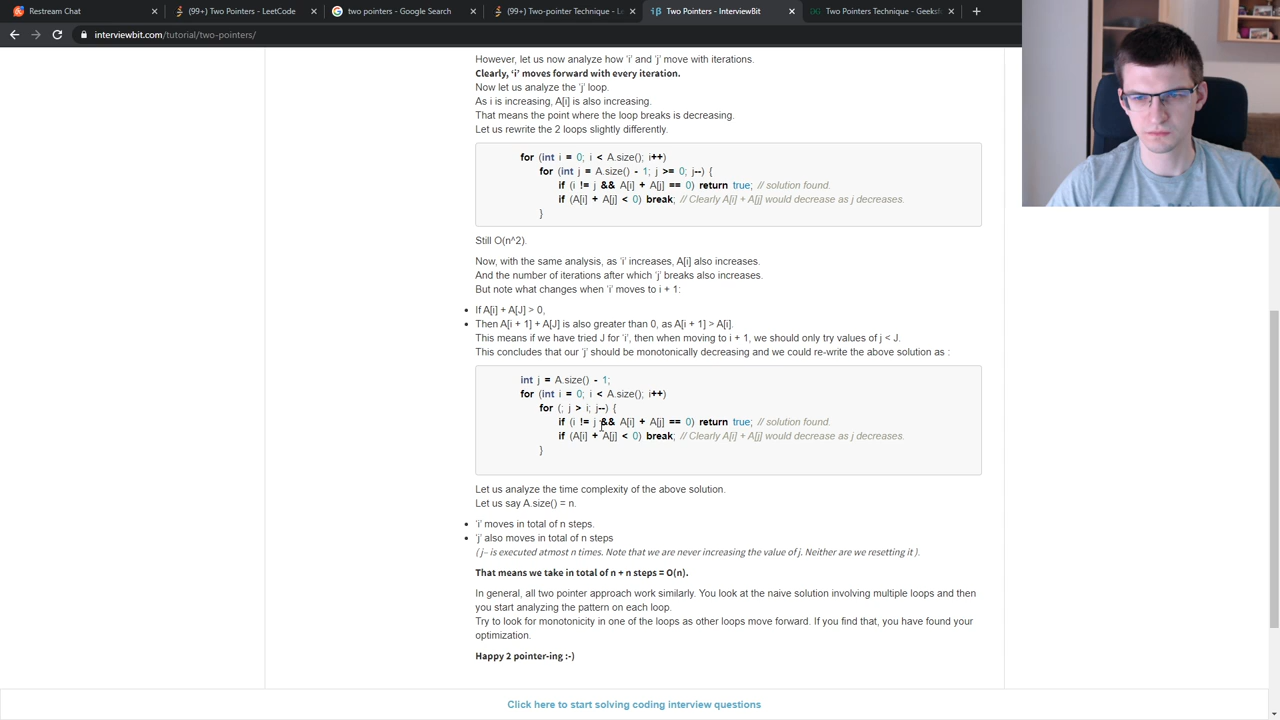 Restream Chat
(99+) Two Pointers - LeetCode
two pointers - Google Search
(99+) Two-pointer Technique - Le
Two Pointers - InterviewBit
Two Pointers Technique - Geeksf
interviewbit.com/tutorial/two-pointers/
However, let us now analyze how 'i' and 'j' move with iterations.
Clearly, 'i' moves forward with every iteration.
Now let us analyze the 'j' loop.
As i is increasing, A[i] is also increasing.
That means the point where the loop breaks is decreasing.
Let us rewrite the 2 loops slightly differently.
for (int i = 0; i < A.size(); i++)
for (int j = A.size() - 1; j >= 0; j--) {
if (i != j && A[i] + A[j] == 0) return true; // solution found.
if (A[i] + A[j] < 0) break; // Clearly A[i] + A[j] would decrease as j decreases.
}
Still O(n^2).
Now, with the same analysis, as 'i' increases, A[i] also increases.
And the number of iterations after which 'j' breaks also increases.
But note what changes when 'i' moves to i + 1:
• If A[i] + A[J] > 0,
• Then A[i + 1] + A[J] is also greater than 0, as A[i + 1] > A[i].
This means if we have tried J for 'i', then when moving to i + 1, we should only try values of j < J.
This concludes that our 'j' should be monotonically decreasing and we could re-write the above solution as :
int j = A.size() - 1;
for (int i = 0; i < A.size(); i++)
for (; j > i; j--) {
if (i != j && A[i] + A[j] == 0) return true; // solution found.
if (A[i] + A[j] < 0) break; // Clearly A[i] + A[j] would decrease as j decreases.
}
Let us analyze the time complexity of the above solution.
Let us say A.size() = n.
• 'i' moves in total of n steps.
• 'j' also moves in total of n steps
( j– is executed atmost n times. Note that we are never increasing the value of j. Neither are we resetting it ).
That means we take in total of n + n steps = O(n).
In general, all two pointer approach work similarly. You look at the naive solution involving multiple loops and then
you start analyzing the pattern on each loop.
Try to look for monotonicity in one of the loops as other loops move forward. If you find that, you have found your
optimization.
Happy 2 pointer-ing :-)
Click here to start solving coding interview questions